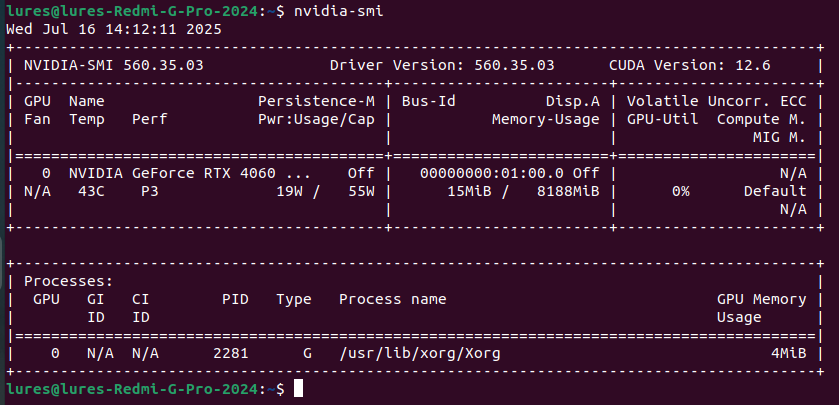 lures@lures-Redmi-G-Pro-2024:~$ nvidia-smi
Wed Jul 16 14:12:11 2025
+-----------------------------------------------------------------------------------------+
| NVIDIA-SMI 560.35.03              Driver Version: 560.35.03      CUDA Version: 12.6     |
|-----------------------------------------+------------------------+----------------------+
| GPU  Name                 Persistence-M | Bus-Id          Disp.A | Volatile Uncorr. ECC |
| Fan  Temp   Perf          Pwr:Usage/Cap |           Memory-Usage | GPU-Util  Compute M. |
|                                         |                        |               MIG M. |
|=========================================+========================+======================|
|   0  NVIDIA GeForce RTX 4060 ...    Off |   00000000:01:00.0 Off |                  N/A |
| N/A   43C    P3             19W /   55W |      15MiB /   8188MiB |      0%      Default |
|                                         |                        |                  N/A |
+-----------------------------------------+------------------------+----------------------+

+-----------------------------------------------------------------------------------------+
| Processes:                                                                              |
|  GPU   GI   CI        PID   Type   Process name                              GPU Memory |
|        ID   ID                                                               Usage      |
|=========================================================================================|
|    0   N/A  N/A      2281      G   /usr/lib/xorg/Xorg                              4MiB |
+-----------------------------------------------------------------------------------------+
lures@lures-Redmi-G-Pro-2024:~$